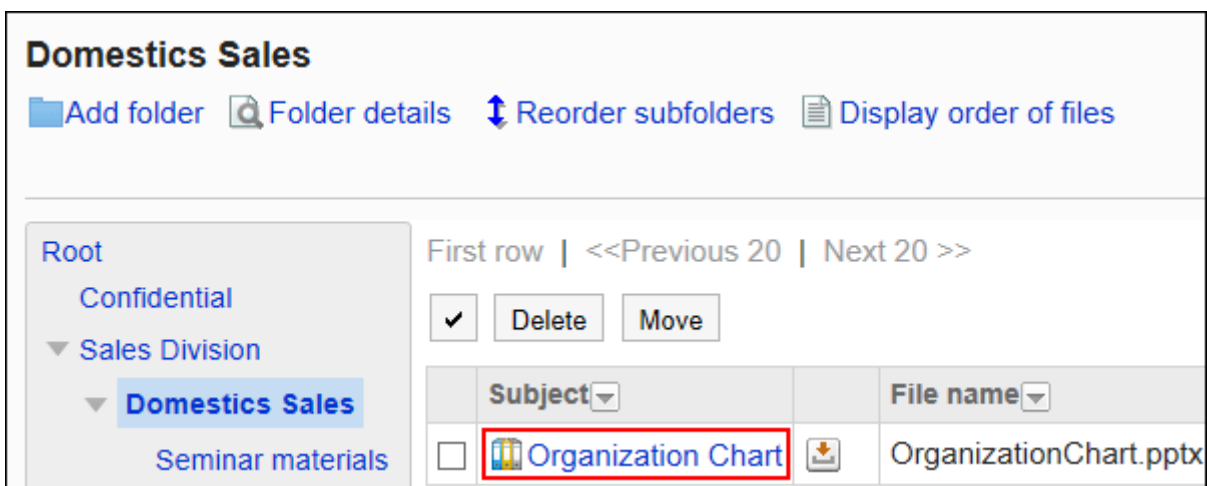 Domestics Sales
Add folder Folder details Reorder subfolders Display order of files
Root
Confidential
Sales Division
Domestics Sales
Seminar materials
First row | <<Previous 20 | Next 20 >>
Delete Move
Subject File name
Organization Chart OrganizationChart.pptx